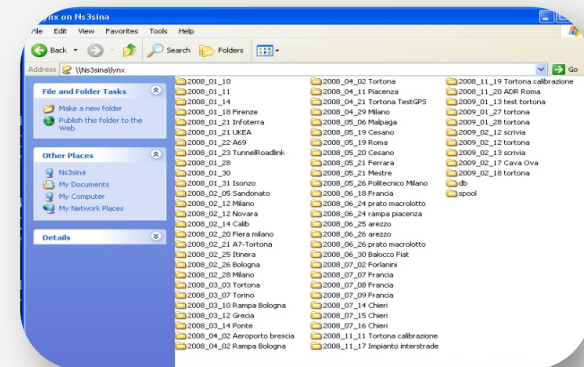 lynx on Ns3sina
File Edit View Favorites Tools Help
Back Search Folders
Address \\Ns3sina\lynx Go
File and Folder Tasks
Make a new folder
Publish this folder to the
Web
Other Places
Ns3sina
My Documents
My Computer
My Network Places
Details
2008_01_10
2008_01_11
2008_01_14
2008_01_18 Firenze
2008_01_21 Infoterra
2008_01_21 UKEA
2008_01_22 A69
2008_01_23 TunnelRoadlink
2008_01_28
2008_01_30
2008_01_31 Isonzo
2008_02_05 Sandonato
2008_02_12 Milano
2008_02_12 Novara
2008_02_14 Calib
2008_02_20 Fiera milano
2008_02_21 A7-Tortona
2008_02_25 Itinera
2008_02_26 Bologna
2008_02_28 Milano
2008_03_03 Tortona
2008_03_07 Torino
2008_03_10 Rampa Bologna
2008_03_12 Grecia
2008_03_14 Ponte
2008_04_02 Aeroporto brescia
2008_04_02 Rampa Bologna
2008_04_02 Tortona
2008_04_11 Piacenza
2008_04_21 Tortona TestGPS
2008_04_29 Milano
2008_05_06 Malpaga
2008_05_19 Cesano
2008_05_19 Roma
2008_05_20 Cesano
2008_05_21 Ferrara
2008_05_21 Mestre
2008_05_26 Politecnico Milano
2008_06_18 Francia
2008_06_24 prato macrolotto
2008_06_24 rampa piacenza
2008_06_25 arezzo
2008_06_26 arezzo
2008_06_26 prato macrolotto
2008_06_30 Balocco Fiat
2008_07_02 Forlanini
2008_07_07 Francia
2008_07_08 Francia
2008_07_09 Francia
2008_07_14 Chieri
2008_07_15 Chieri
2008_07_16 Chieri
2008_11_11 Tortona calibrazione
2008_11_17 Impianto interstrade
2008_11_19 Tortona calibrazione
2008_11_20 ADR Roma
2009_01_13 test tortona
2009_01_27 tortona
2009_01_28 tortona
2009_02_12 scrivia
2009_02_12 tortona
2009_02_13 scrivia
2009_02_17 Cava Ova
2009_02_18 tortona
db
spool